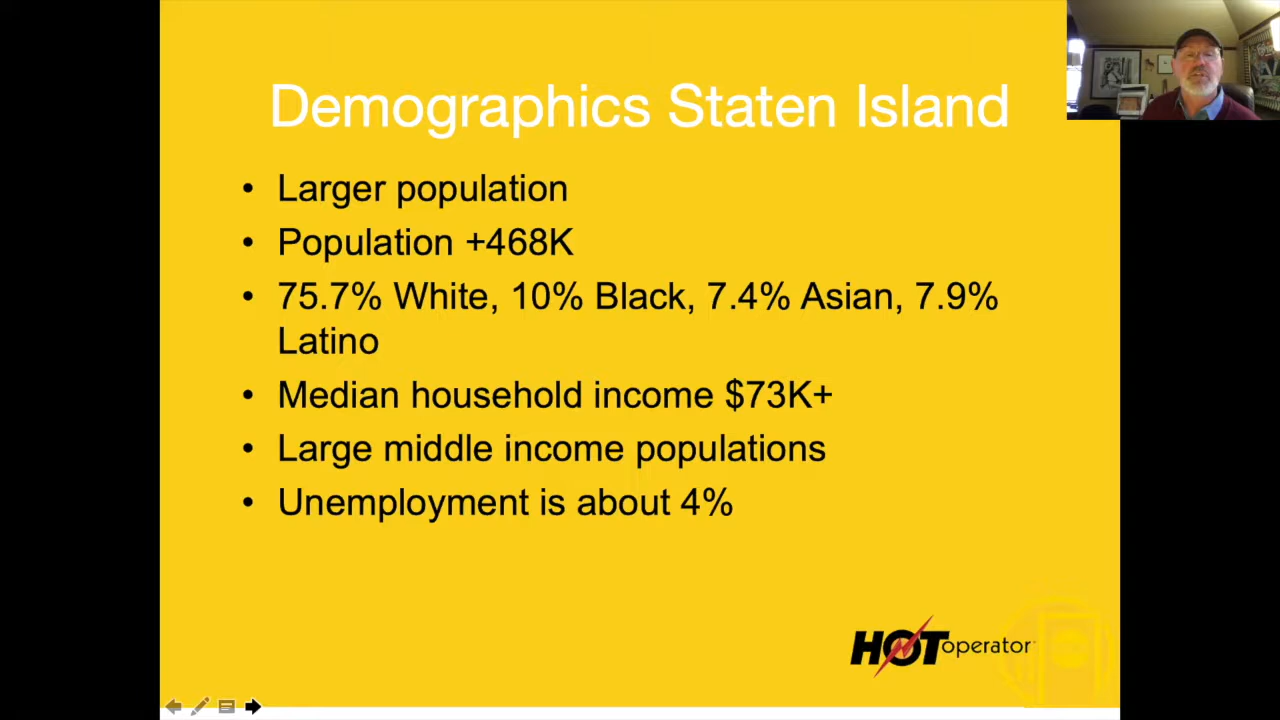 Demographics Staten Island
• Larger population
• Population +468K
• 75.7% White, 10% Black, 7.4% Asian, 7.9%
Latino
• Median household income $73K+
• Large middle income populations
• Unemployment is about 4%
HOT operator